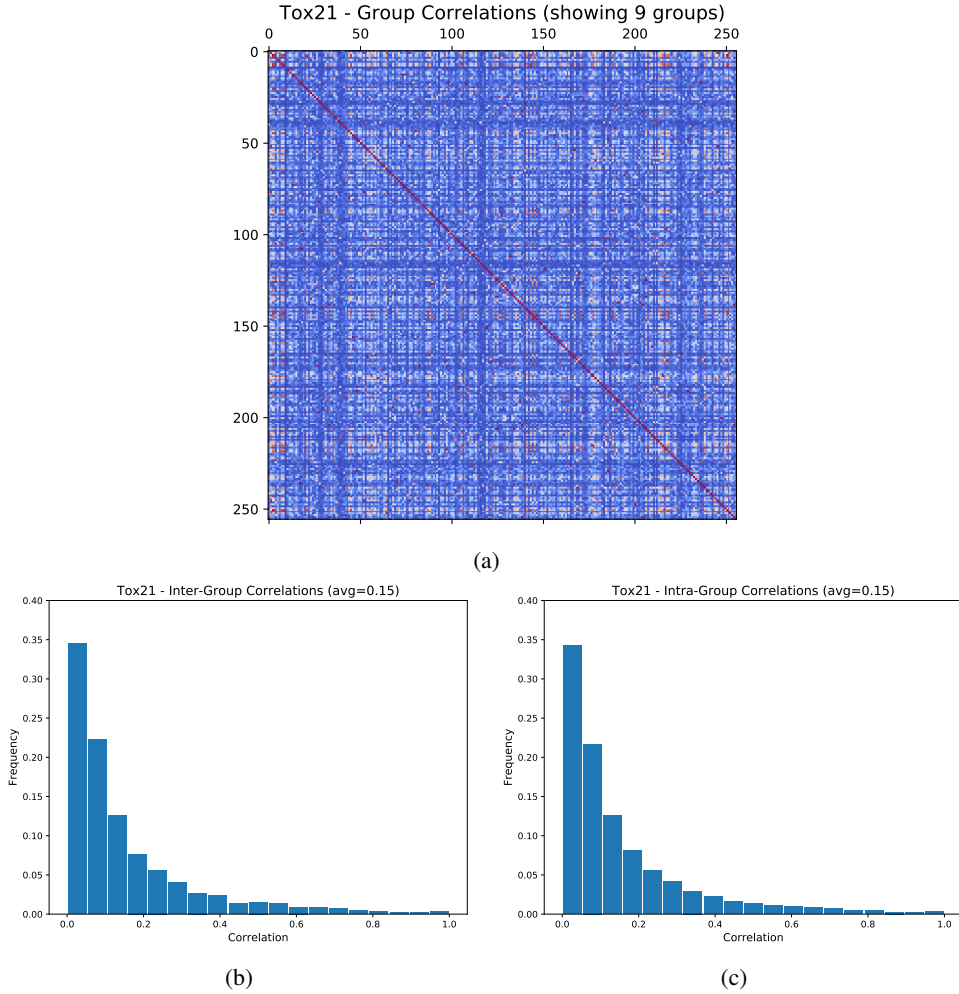 Tox21 - Group Correlations (showing 9 groups)
0 50 100 150 200 250
0
50
100
150
200
250
(a)
Tox21 - Inter-Group Correlations (avg=0.15)
0.40
0.35
0.30
0.25
0.20
0.15
0.10
0.05
0.00
Frequency
0.0 0.2 0.4 0.6 0.8 1.0
Correlation
(b)
Tox21 - Intra-Group Correlations (avg=0.15)
0.40
0.35
0.30
0.25
0.20
0.15
0.10
0.05
0.00
Frequency
0.0 0.2 0.4 0.6 0.8 1.0
Correlation
(c)